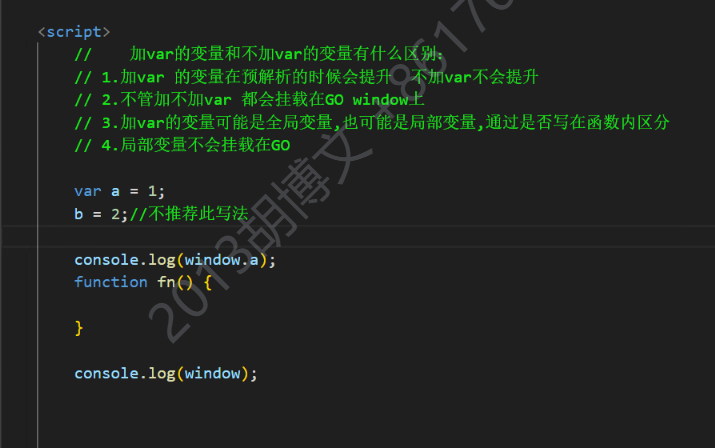 <script>
//    加var的变量和不加var的变量有什么区别:
// 1.加var 的变量在预解析的时候会提升  不加var不会提升
// 2.不管加不加var 都会挂载在GO window上
// 3.加var的变量可能是全局变量,也可能是局部变量,通过是否写在函数内区分
// 4.局部变量不会挂载在GO
var a = 1;
b = 2;//不推荐此写法
console.log(window.a);
function fn() {
}
console.log(window);
2013胡博文